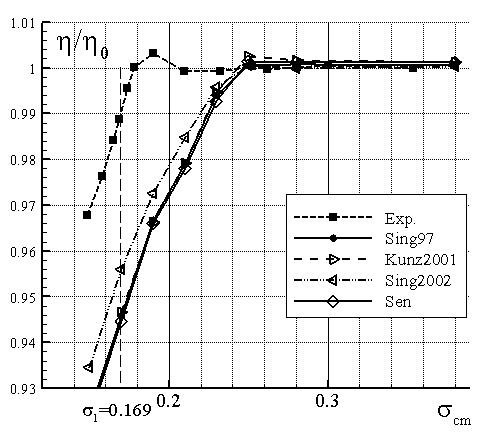 1.01
η/η0
1
0.99
0.98
0.97
0.96
0.95
0.94
0.93
Exp.
Sing97
Kunz2001
Sing2002
Sen
σ1=0.169
0.2
0.3
σcm